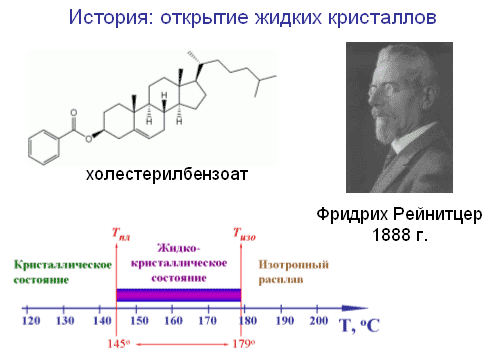 История: открытие жидких кристаллов
O
O
H
H
H
холестерилбензоат
Фридрих Рейнитцер
1888 г.
Tпл
Tизо
Кристаллическое
состояние
Жидко-
кристаллическое
состояние
Изотронный
расплав
120 130 140 150 160 170 180 190 200 T, °C
145° 179°